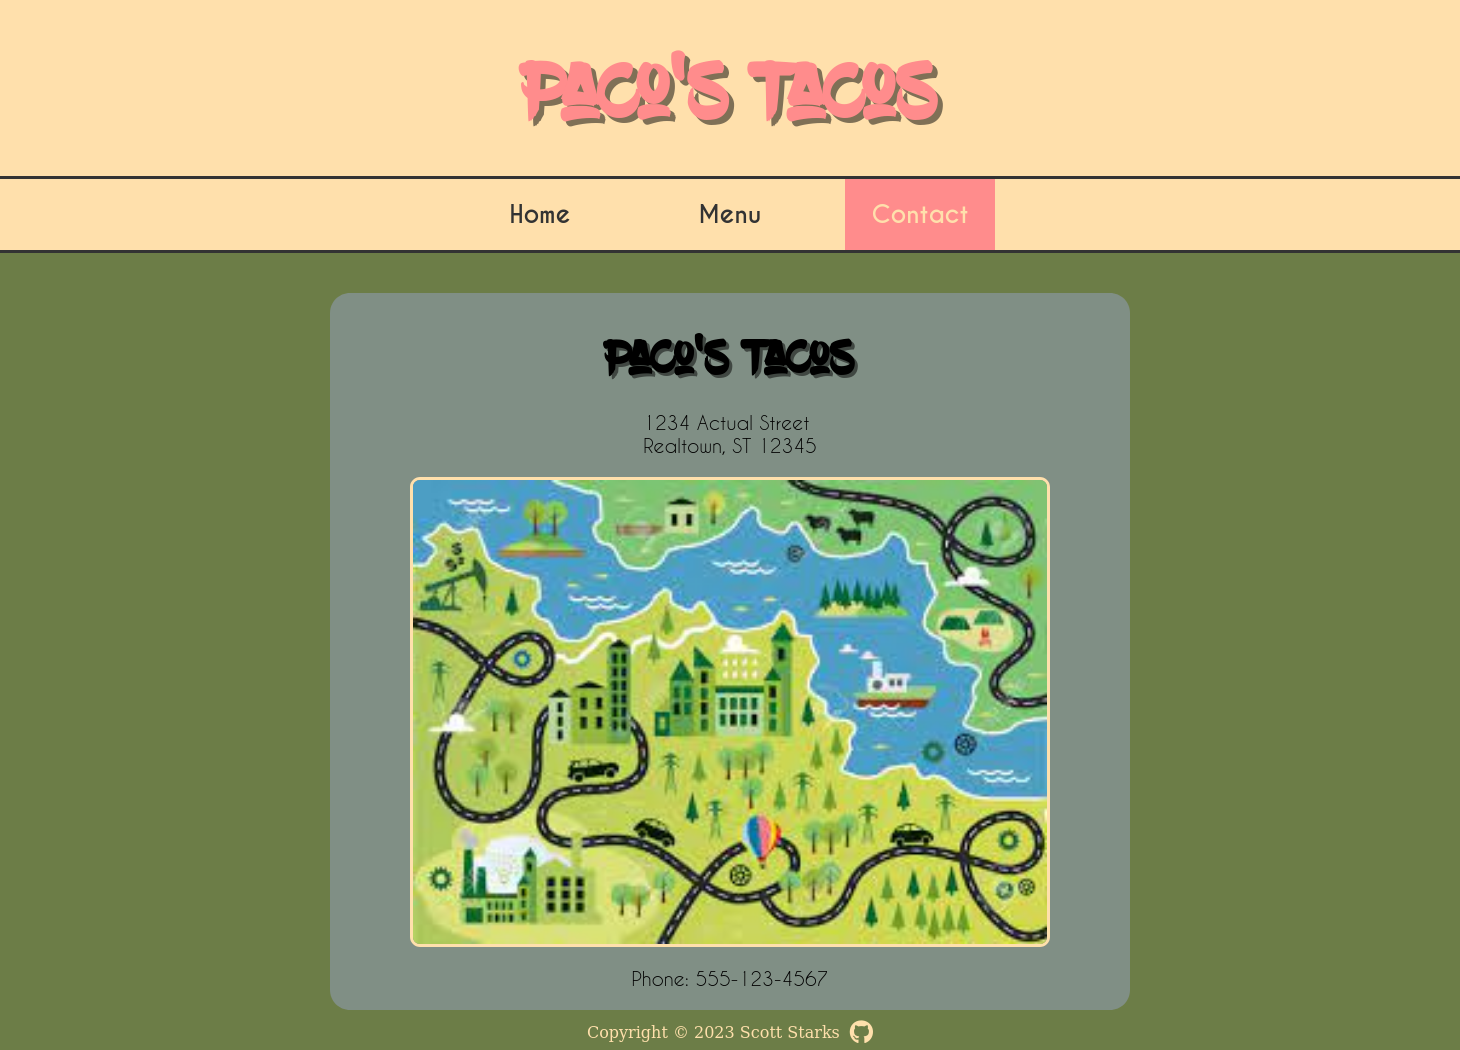 Paco's Tacos
Home
Menu
Contact
Paco's Tacos
1234 Actual Street
Realtown, ST 12345
Phone: 555-123-4567
Copyright © 2023 Scott Starks